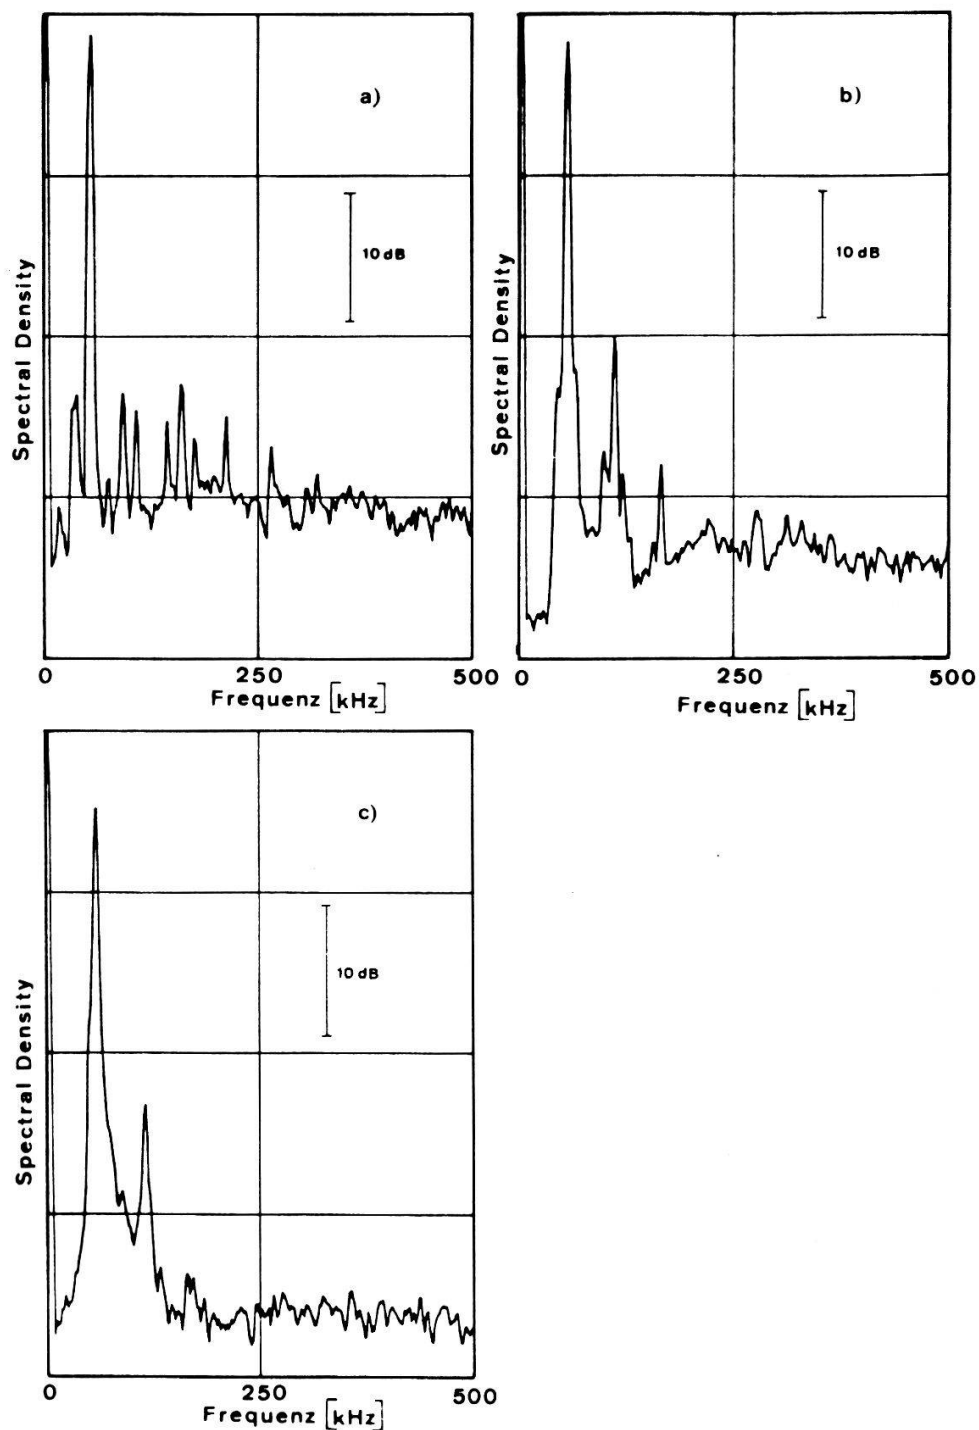 a)
10 dB
Spectral Density
0 250 500
Frequenz [kHz]
b)
10 dB
Spectral Density
0 250 500
Frequenz [kHz]
c)
10 dB
Spectral Density
0 250 500
Frequenz [kHz]